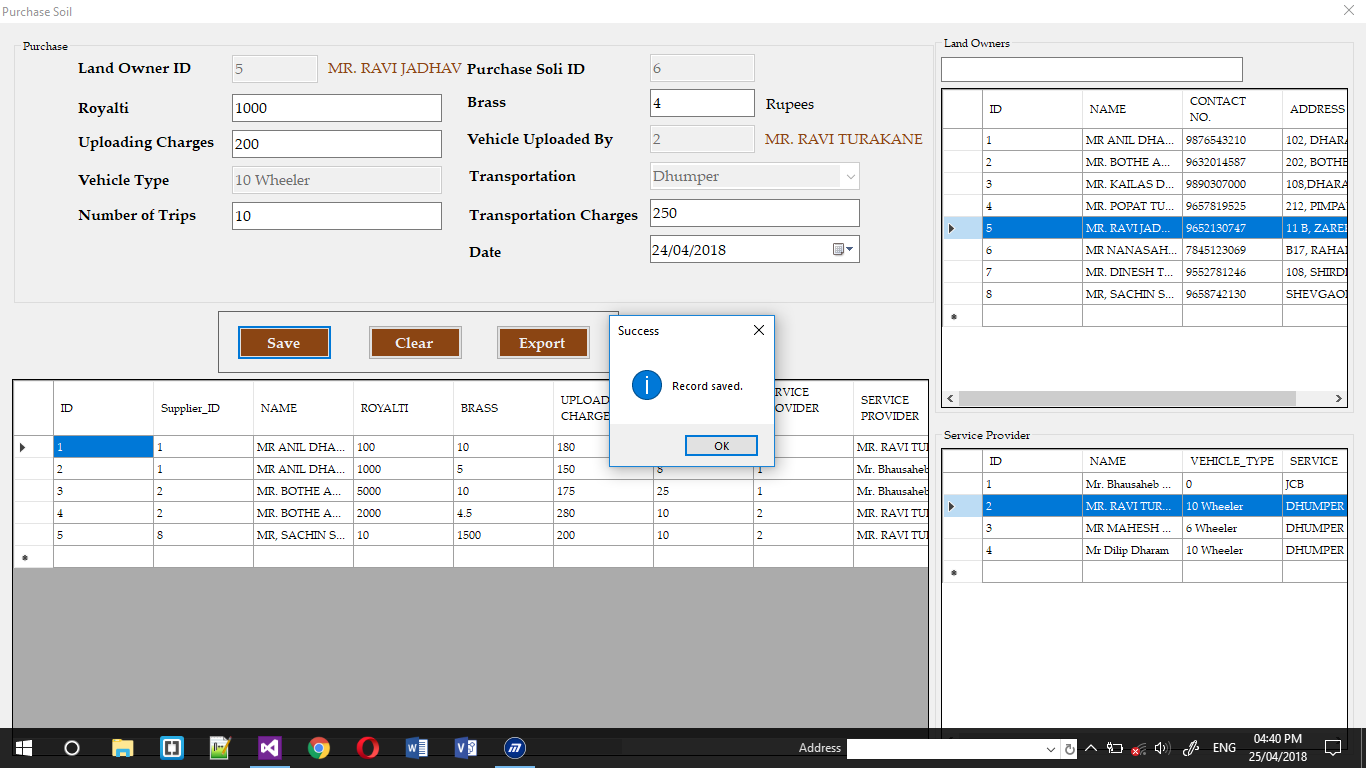 Purchase Soil
Purchase
Land Owner ID 5 MR. RAVI JADHAV Purchase Soli ID 6
Royalti 1000 Brass 4 Rupees
Uploading Charges 200 Vehicle Uploaded By 2 MR. RAVI TURAKANE
Vehicle Type 10 Wheeler Transportation Dhumper
Number of Trips 10 Transportation Charges 250
Date 24/04/2018
Save Clear Export
Success
Record saved.
OK
ID Supplier_ID NAME ROYALTI BRASS UPLOAD CHARGE RVICE OVIDER SERVICE PROVIDER
1 1 MR ANIL DHA... 100 10 180 MR. RAVI TU
2 1 MR ANIL DHA... 1000 5 150 8 1 Mr. Bhausaheb
3 2 MR. BOTHE A... 5000 10 175 25 1 Mr. Bhausaheb
4 2 MR. BOTHE A... 2000 4.5 280 10 2 MR. RAVI TU
5 8 MR, SACHIN S... 10 1500 200 10 2 MR. RAVI TU
Land Owners
ID NAME CONTACT NO. ADDRESS
1 MR ANIL DHA... 9876543210 102, DHARA
2 MR. BOTHE A... 9632014587 202, BOTHE
3 MR. KAILAS D... 9890307000 108,DHARA
4 MR. POPAT TU... 9657819525 212, PIMPA
5 MR. RAVI JAD... 9652130747 11 B, ZARE
6 MR NANASAH... 7845123069 B17, RAHA
7 MR. DINESH T... 9552781246 108, SHIRD
8 MR, SACHIN S... 9658742130 SHEVGAO
Service Provider
ID NAME VEHICLE_TYPE SERVICE
1 Mr. Bhausaheb ... 0 JCB
2 MR. RAVI TUR... 10 Wheeler DHUMPER
3 MR MAHESH ... 6 Wheeler DHUMPER
4 Mr Dilip Dharam 10 Wheeler DHUMPER
Address
ENG
04:40 PM
25/04/2018